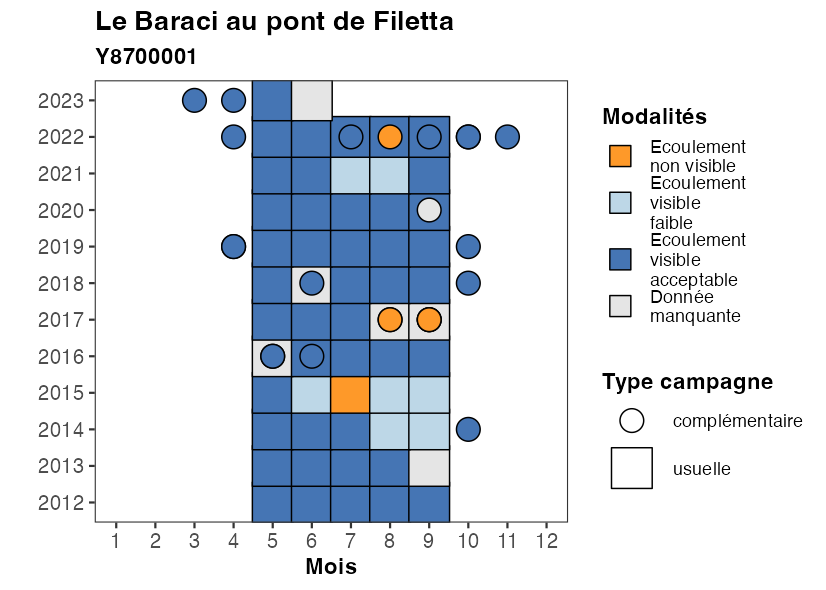 Le Baraci au pont de Filetta
Y8700001
2023
2022
2021
2020
2019
2018
2017
2016
2015
2014
2013
2012
1 2 3 4 5 6 7 8 9 10 11 12
Mois
Modalités
Ecoulement
non visible
Ecoulement
visible
faible
Ecoulement
visible
acceptable
Donnée
manquante
Type campagne
complémentaire
usuelle